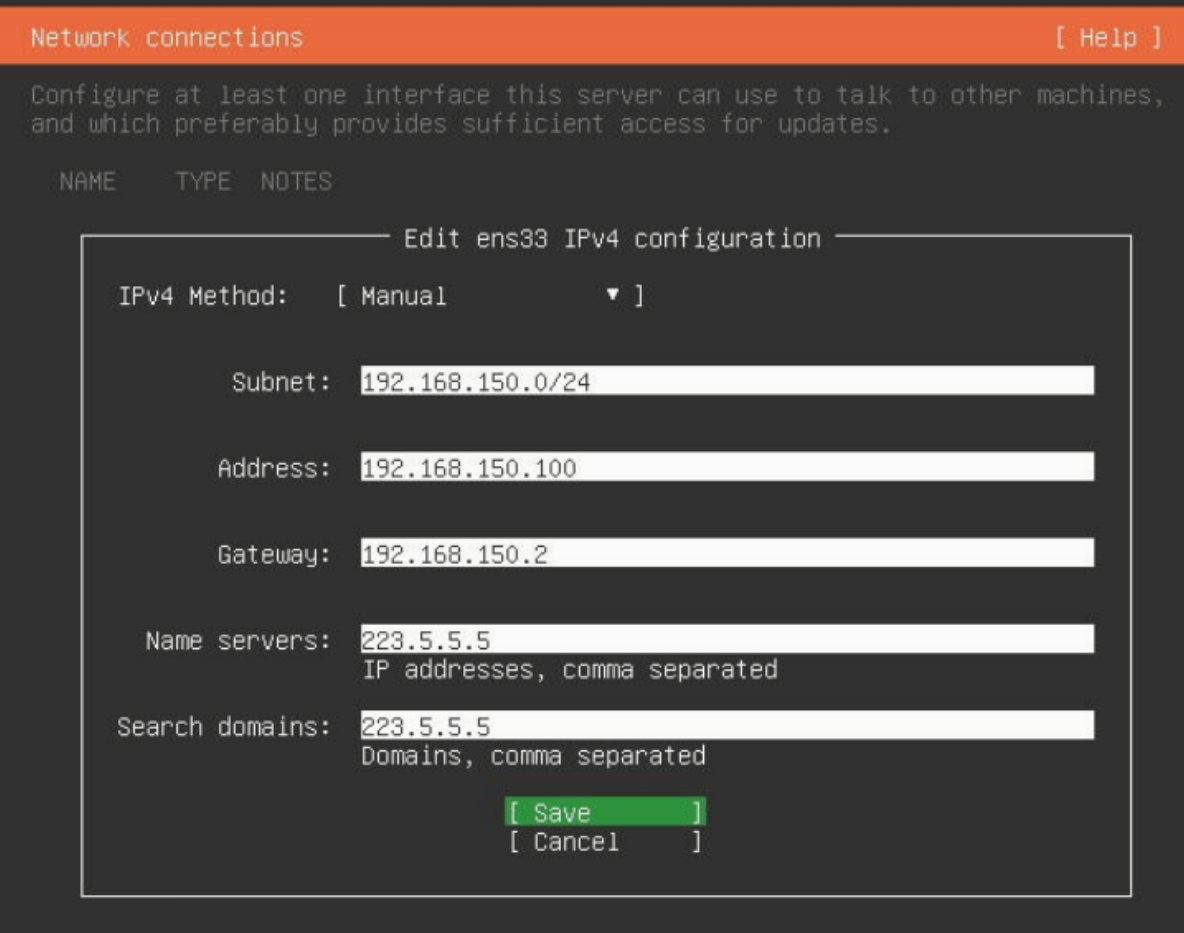 Network connections [ Help ]
Configure at least one interface this server can use to talk to other machines,
and which preferably provides sufficient access for updates.
NAME TYPE NOTES
Edit ens33 IPv4 configuration
IPv4 Method: [ Manual ▼ ]
Subnet: 192.168.150.0/24
Address: 192.168.150.100
Gateway: 192.168.150.2
Name servers: 223.5.5.5
IP addresses, comma separated
Search domains: 223.5.5.5
Domains, comma separated
[ Save ]
[ Cancel ]